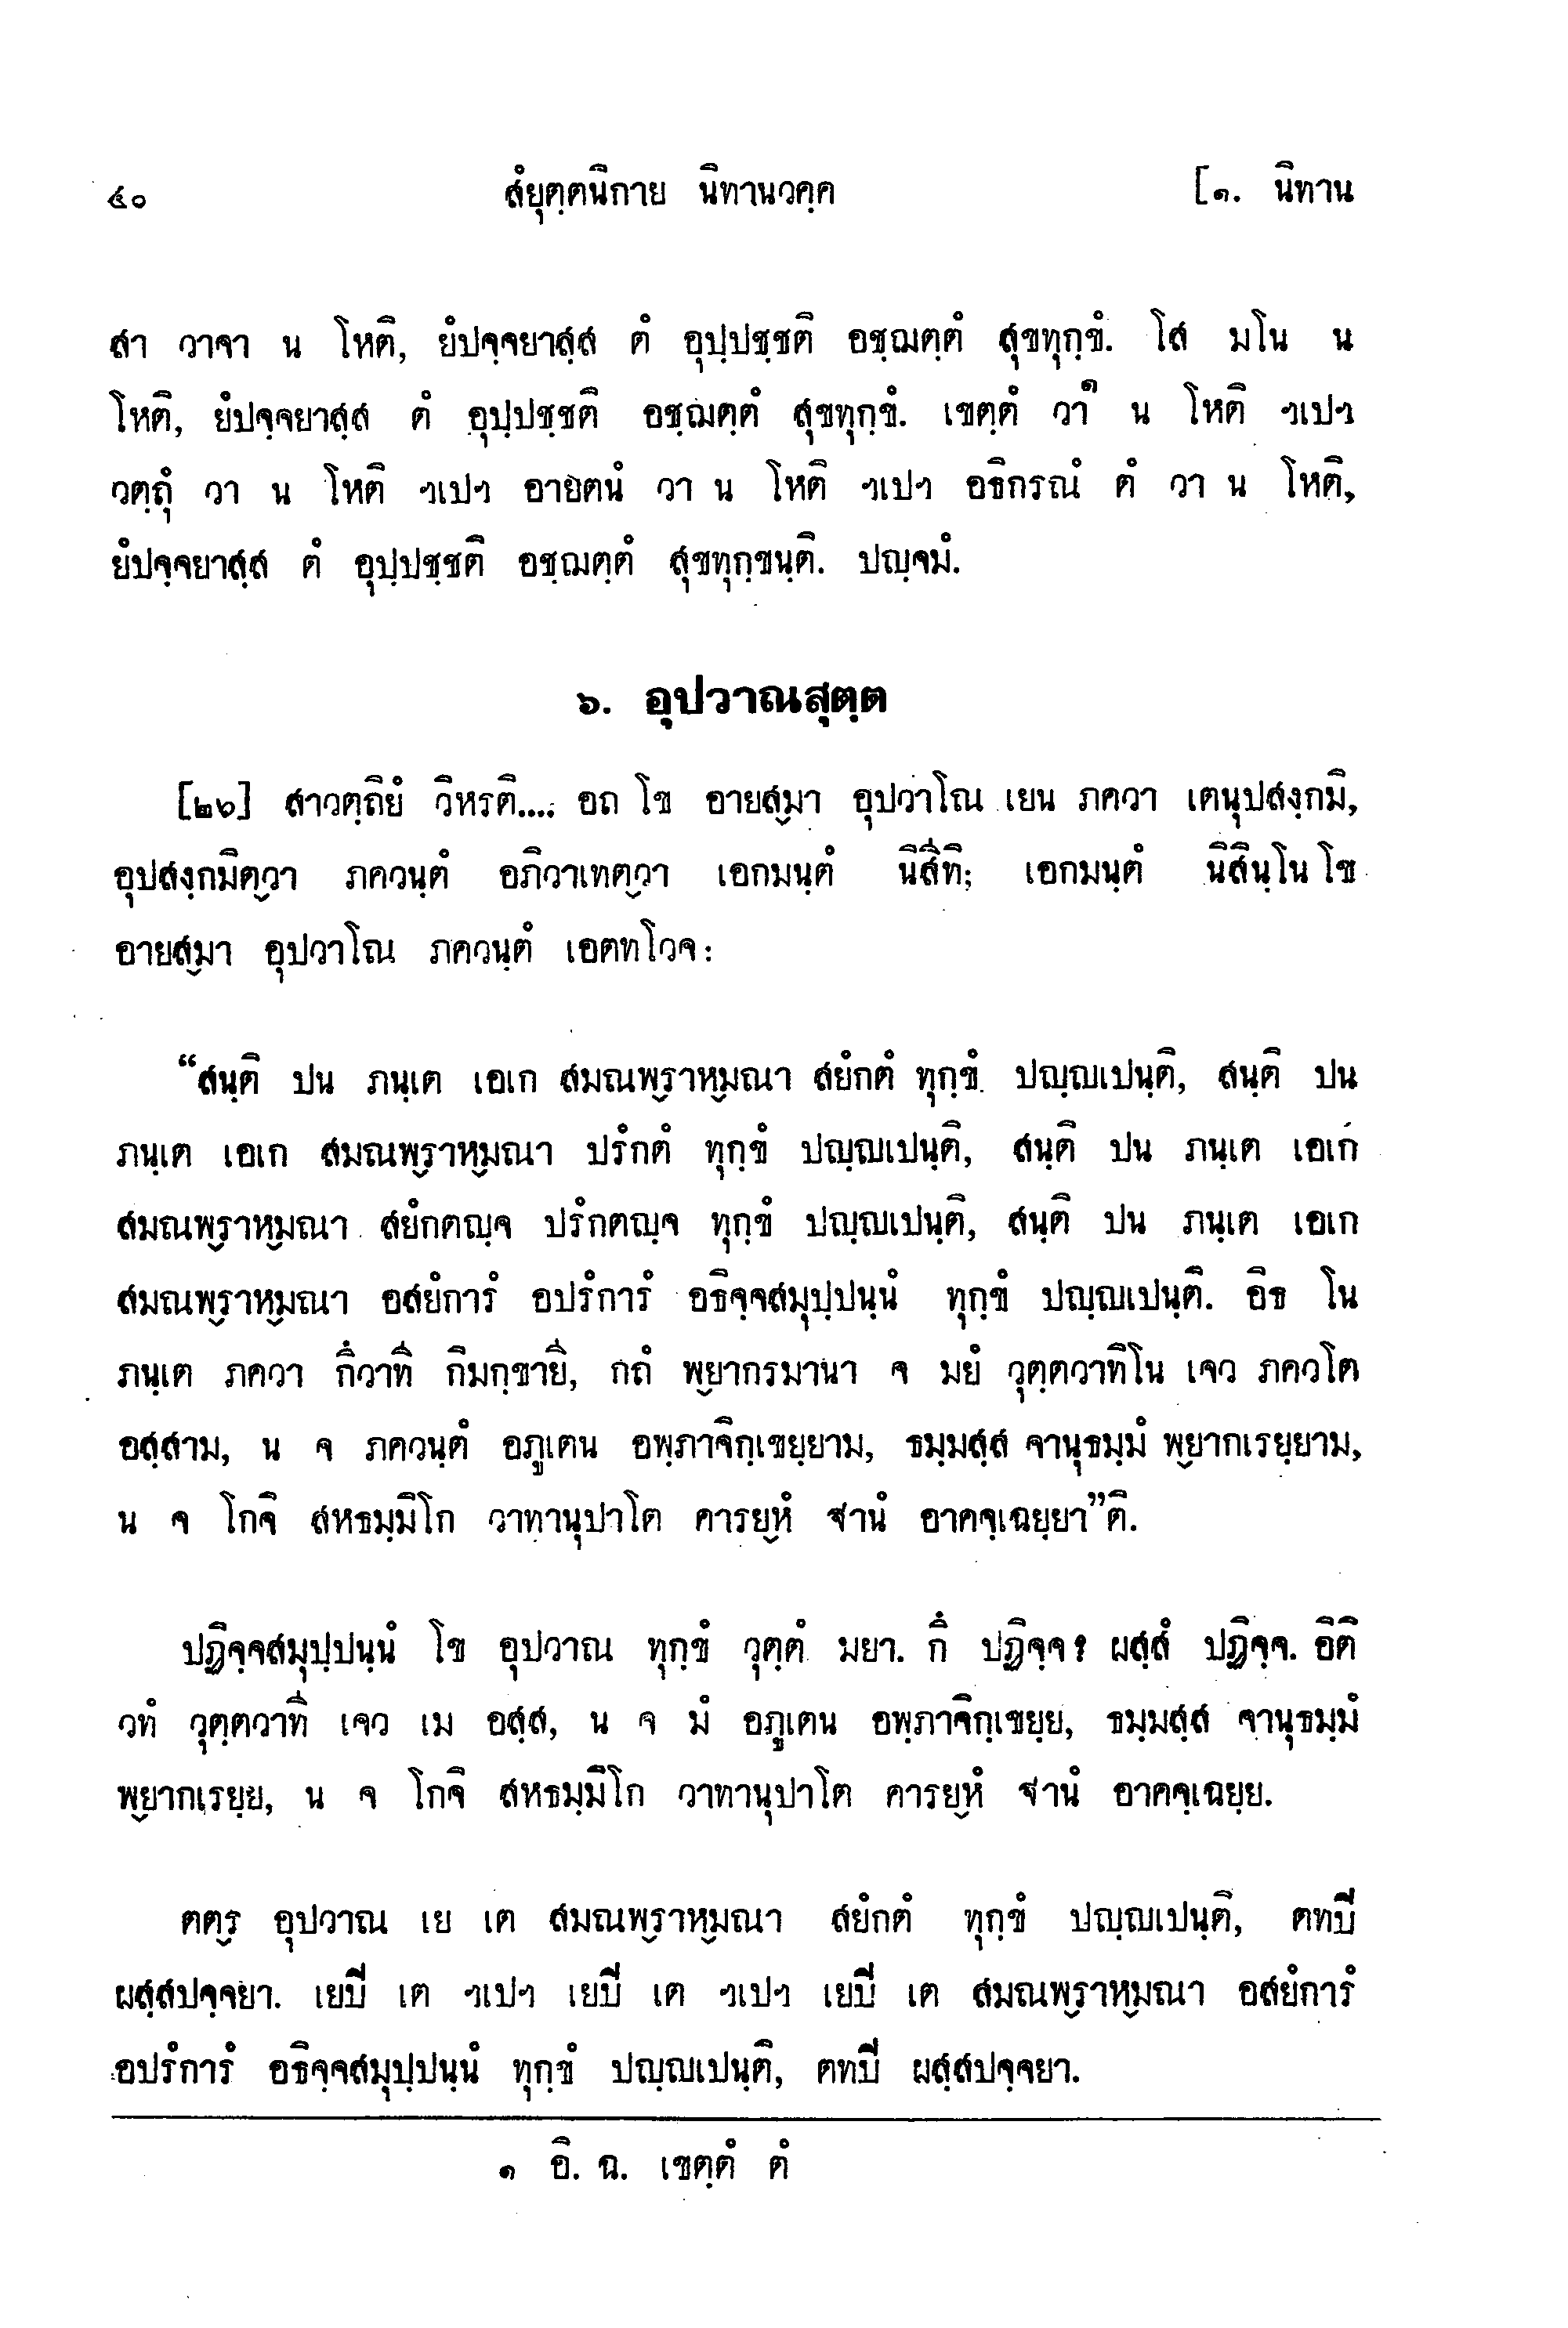 ๕๐ สํยุตฺตนิกาย นิทานวคฺค [๑. นิทาน
สา วาจา น โหติ, ยํปจฺจยาสฺส ตํ อุปฺปชฺชติ อชฺฌตฺตํ สุขทุกฺขํ. โส มโน น
โหติ, ยํปจฺจยาสฺส ตํ อุปฺปชฺชติ อชฺฌตฺตํ สุขทุกฺขํ. เขตฺตํ วา๑ น โหติ ฯเปฯ
วตฺถุํ วา น โหติ ฯเปฯ อายตนํ วา น โหติ ฯเปฯ อธิกรณํ ตํ วา น โหติ,
ยํปจฺจยาสฺส ตํ อุปฺปชฺชติ อชฺฌตฺตํ สุขทุกฺขนฺติ. ปญฺจมํ.
๖. อุปวาณสุตฺต
[๒๖] สาวตฺถิยํ วิหรติ.... อถ โข อายสฺมา อุปวาโณ เยน ภควา เตนุปสงฺกมิ,
อุปสงฺกมิตฺวา ภควนฺตํ อภิวาเทตฺวา เอกมนฺตํ นิสีทิ; เอกมนฺตํ นิสินฺโน โข
อายสฺมา อุปวาโณ ภควนฺตํ เอตทโวจ:
“สนฺติ ปน ภนฺเต เอเก สมณพฺราหฺมณา สยํกตํ ทุกฺขํ ปญฺญเปนฺติ, สนฺติ ปน
ภนฺเต เอเก สมณพฺราหฺมณา ปรํกตํ ทุกฺขํ ปญฺญเปนฺติ, สนฺติ ปน ภนฺเต เอเก
สมณพฺราหฺมณา สยํกตญฺจ ปรํกตญฺจ ทุกฺขํ ปญฺญเปนฺติ, สนฺติ ปน ภนฺเต เอเก
สมณพฺราหฺมณา อสยํการํ อปรํการํ อธิจฺจสมุปฺปนฺนํ ทุกฺขํ ปญฺญเปนฺติ. อิธ โน
ภนฺเต ภควา กึวาที กิมกฺขายี, กถํ พฺยากรมานา จ มยํ วุตฺตวาทิโน เจว ภควโต
อสฺสาม, น จ ภควนฺตํ อภูเตน อพฺภาจิกฺเขยฺยาม, ธมฺมสฺส จานุธมฺมํ พฺยากเรยฺยาม,
น จ โกจิ สหธมฺมิโก วาทานุปาโต คารยฺหํ ฐานํ อาคจฺเฉยฺยา”ติ.
ปฏิจฺจสมุปฺปนฺนํ โข อุปวาณ ทุกฺขํ วุตฺตํ มยา. กึ ปฏิจฺจ? ผสฺสํ ปฏิจฺจ. อิติ
วทํ วุตฺตวาที เจว เม อสฺส, น จ มํ อภูเตน อพฺภาจิกฺเขยฺย, ธมฺมสฺส จานุธมฺมํ
พฺยากเรยฺย, น จ โกจิ สหธมฺมิโก วาทานุปาโต คารยฺหํ ฐานํ อาคจฺเฉยฺย.
ตตฺร อุปวาณ เย เต สมณพฺราหฺมณา สยํกตํ ทุกฺขํ ปญฺญเปนฺติ, ตทปิ
ผสฺสปจฺจยา. เยปิ เต ฯเปฯ เยปิ เต ฯเปฯ เยปิ เต สมณพฺราหฺมณา อสยํการํ
อปรํการํ อธิจฺจสมุปฺปนฺนํ ทุกฺขํ ปญฺญเปนฺติ, ตทปิ ผสฺสปจฺจยา.
๑ อิ. ฉ. เขตฺตํ ตํ